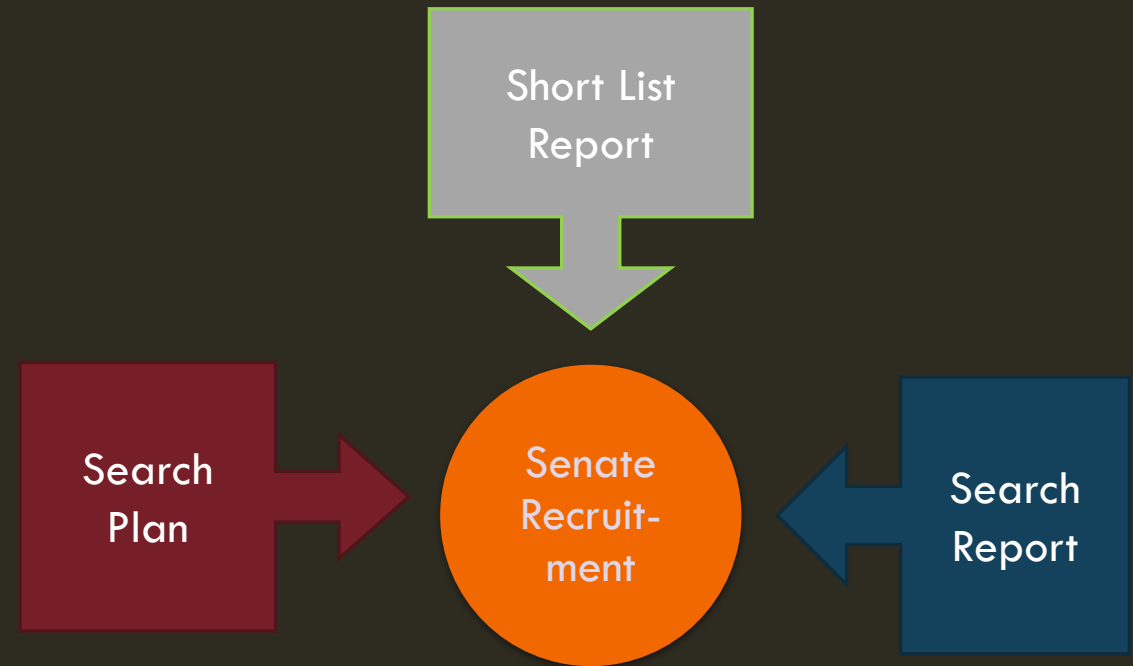 Short List
Report
Search
Plan
Senate
Recruit-
ment
Search
Report